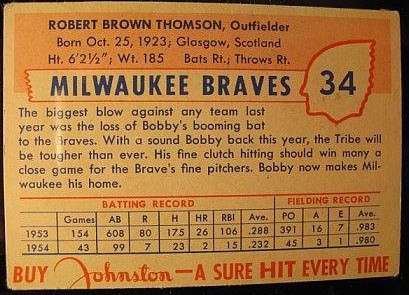 ROBERT BROWN THOMSON, Outfielder
Born Oct. 25, 1923; Glasgow, Scotland
Ht. 6'2½"; Wt. 185 Bats Rt.; Throws Rt.
MILWAUKEE BRAVES 34
The biggest blow against any team last
year was the loss of Bobby's booming bat
to the Braves. With a sound Bobby back this year, the Tribe will
be tougher than ever. His fine clutch hitting should win many a
close game for the Brave's fine pitchers. Bobby now makes Mil-
waukee his home.
BATTING RECORD FIELDING RECORD
Games AB R H HR RBI Ave. PO A E Ave.
1953 154 608 80 175 26 106 .288 391 16 7 .983
1954 43 99 7 23 2 15 .232 45 3 1 .980
BUY Johnston—A SURE HIT EVERY TIME